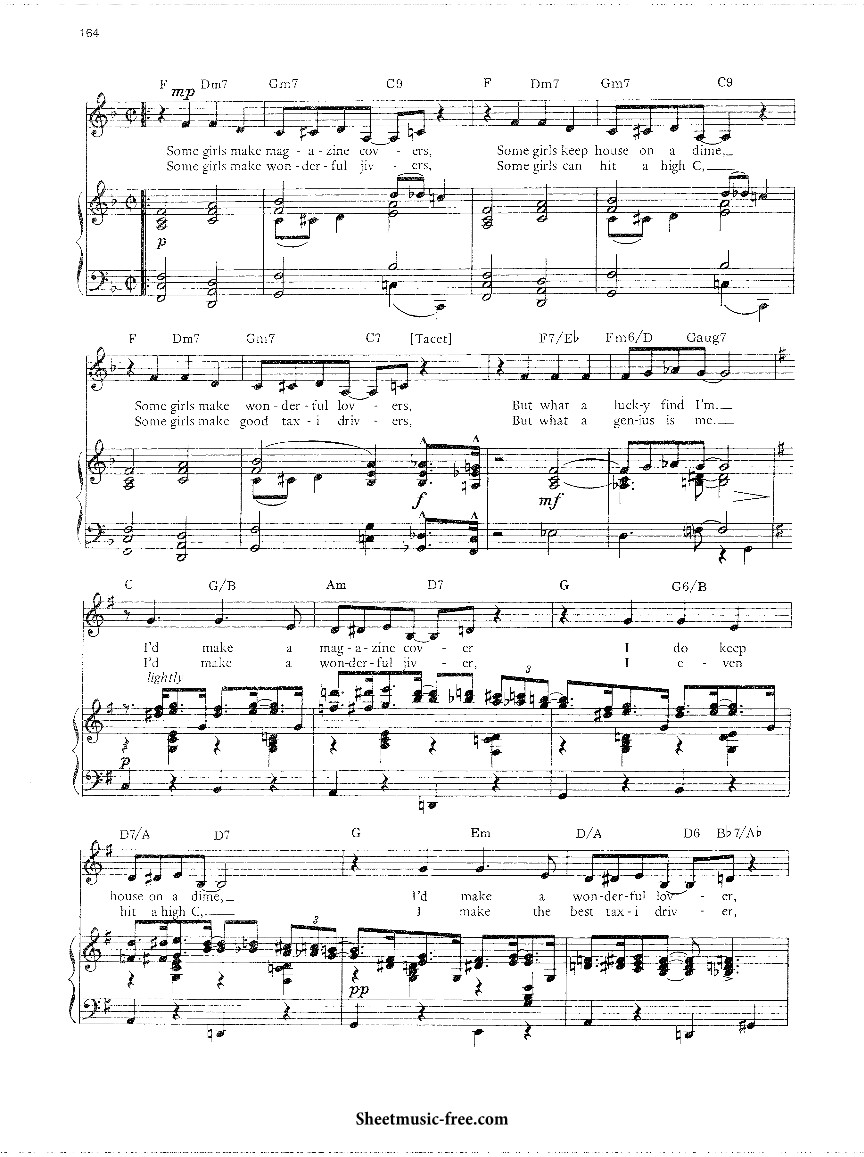 164
F Dm7 Gm7 C9 F Dm7 Gm7 C9
mp
Some girls make mag - a - zine cov - ers, Some girls keep house on a dime,
Some girls make won - der - ful jiv - ers, Some girls can hit a high C,
p
F Dm7 Gm7 C7 [Tacet] F7/E♭ Fm6/D Gaug7
Some girls make won - der - ful lov - ers, But what a luck-y find I'm.
Some girls make good tax - i driv - ers, But what a gen-ius is me.
f mf
C G/B Am D7 G G6/B
I'd make a mag - a - zine cov - er I do keep
I'd make a won-der-ful jiv - er, I e - ven
lightly
3
p
D7/A D7 G Em D/A D6 B♭7/A♭
house on a dime, I'd make a won-der-ful lov - er,
hit a high C, I make the best tax - i driv - er,
3
pp
Sheetmusic-free.com